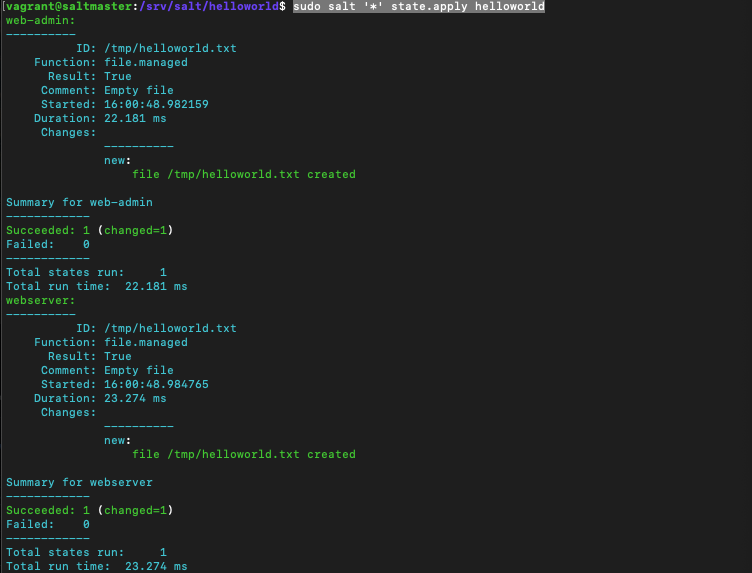 [vagrant@saltmaster:/srv/salt/helloworld$ sudo salt '*' state.apply helloworld
web-admin:
----------
          ID: /tmp/helloworld.txt
    Function: file.managed
      Result: True
     Comment: Empty file
     Started: 16:00:48.982159
    Duration: 22.181 ms
     Changes:
              ----------
              new:
                  file /tmp/helloworld.txt created

Summary for web-admin
------------
Succeeded: 1 (changed=1)
Failed:    0
------------
Total states run:     1
Total run time:  22.181 ms
webserver:
----------
          ID: /tmp/helloworld.txt
    Function: file.managed
      Result: True
     Comment: Empty file
     Started: 16:00:48.984765
    Duration: 23.274 ms
     Changes:
              ----------
              new:
                  file /tmp/helloworld.txt created

Summary for webserver
------------
Succeeded: 1 (changed=1)
Failed:    0
------------
Total states run:     1
Total run time:  23.274 ms